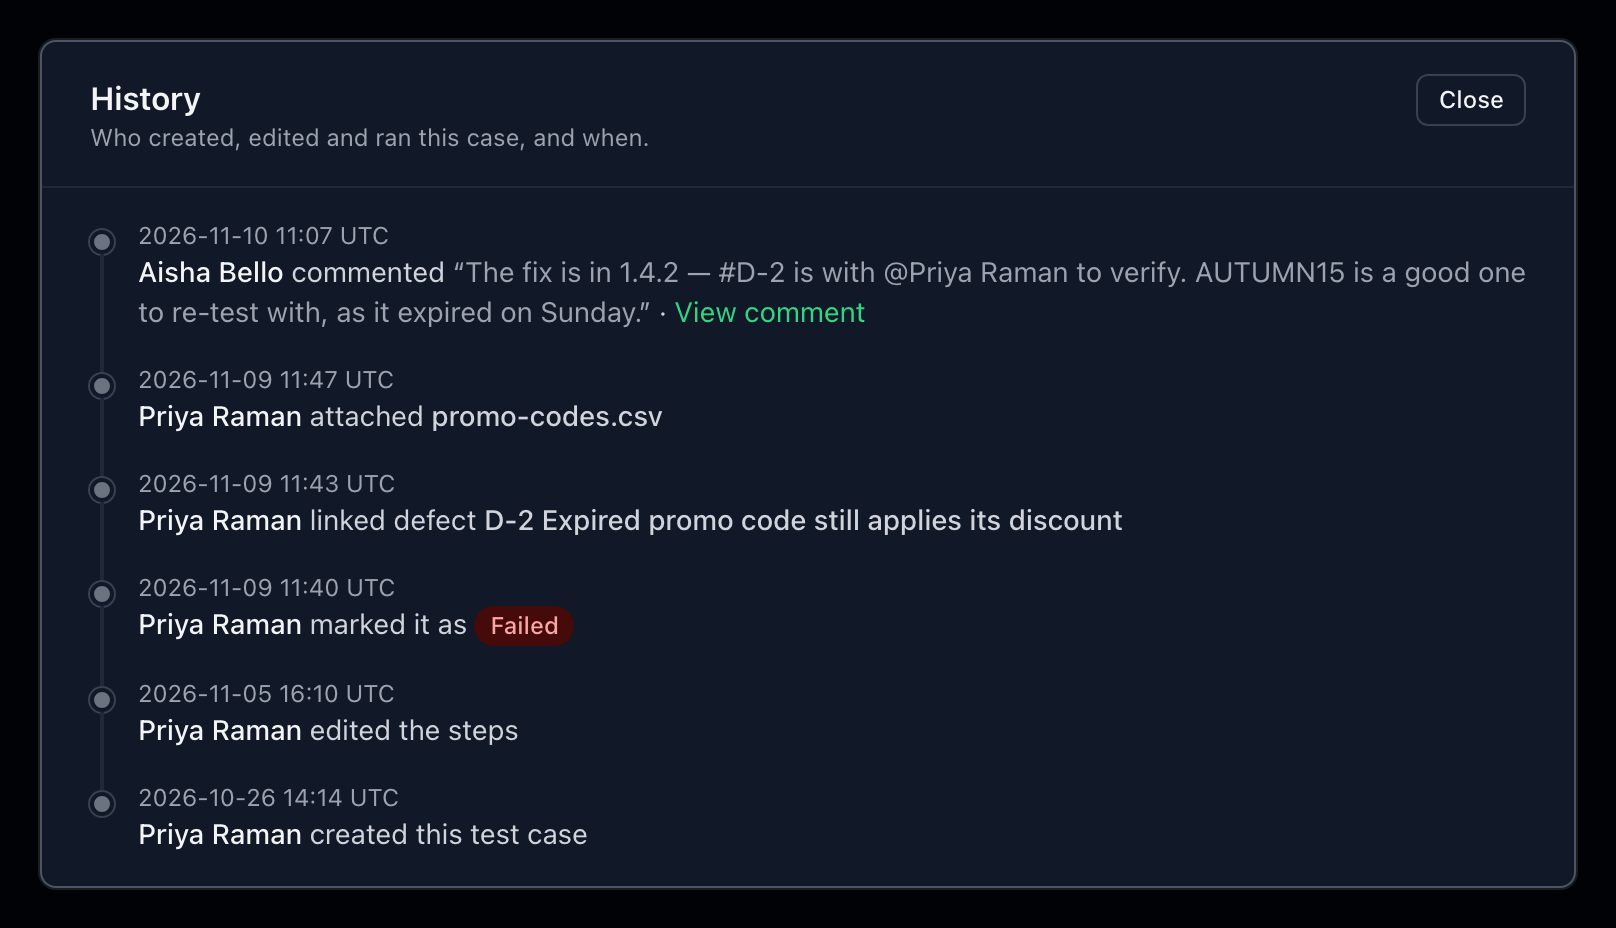 History
Close
Who created, edited and ran this case, and when.
2026-11-10 11:07 UTC
Aisha Bello commented “The fix is in 1.4.2 — #D-2 is with @Priya Raman to verify. AUTUMN15 is a good one
to re-test with, as it expired on Sunday.” · View comment
2026-11-09 11:47 UTC
Priya Raman attached promo-codes.csv
2026-11-09 11:43 UTC
Priya Raman linked defect D-2 Expired promo code still applies its discount
2026-11-09 11:40 UTC
Priya Raman marked it as Failed
2026-11-05 16:10 UTC
Priya Raman edited the steps
2026-10-26 14:14 UTC
Priya Raman created this test case